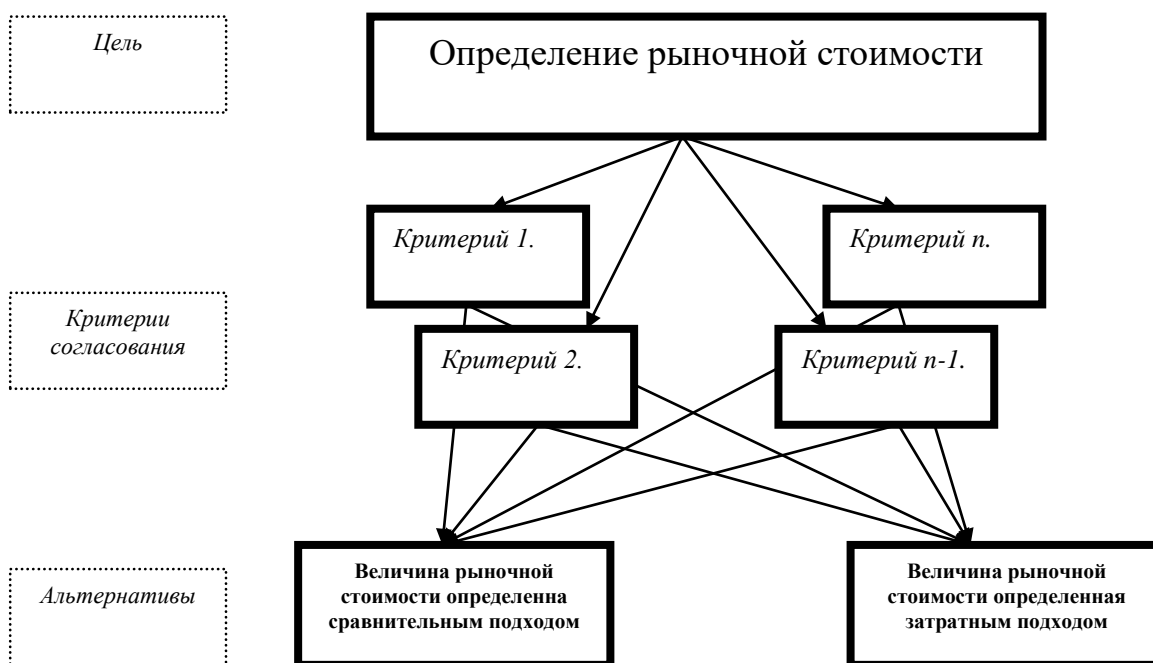 Цель
Определение рыночной стоимости
Критерий 1.
Критерий n.
Критерии
согласования
Критерий 2.
Критерий n-1.
Альтернативы
Величина рыночной
стоимости определенна
сравнительным подходом
Величина рыночной
стоимости определенная
затратным подходом